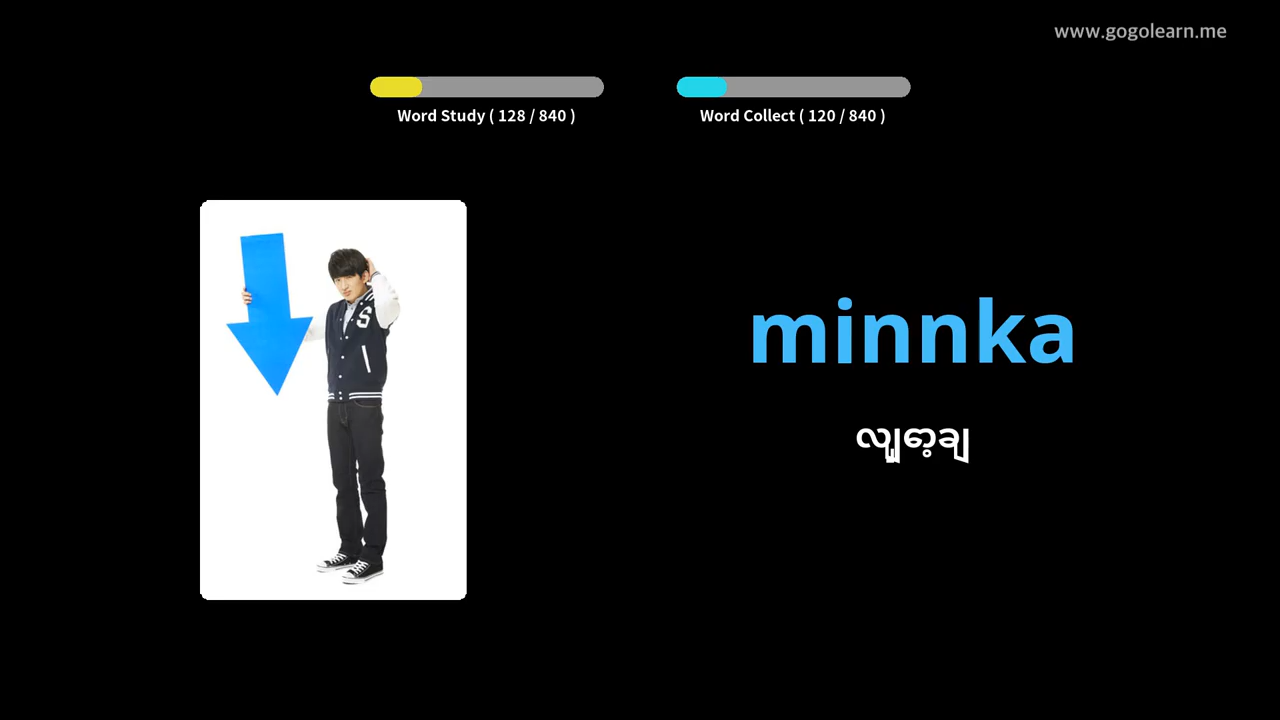 www.gogolearn.me
Word Study ( 128 / 840 )
Word Collect ( 120 / 840 )
S
minnka
လျှော့ချ